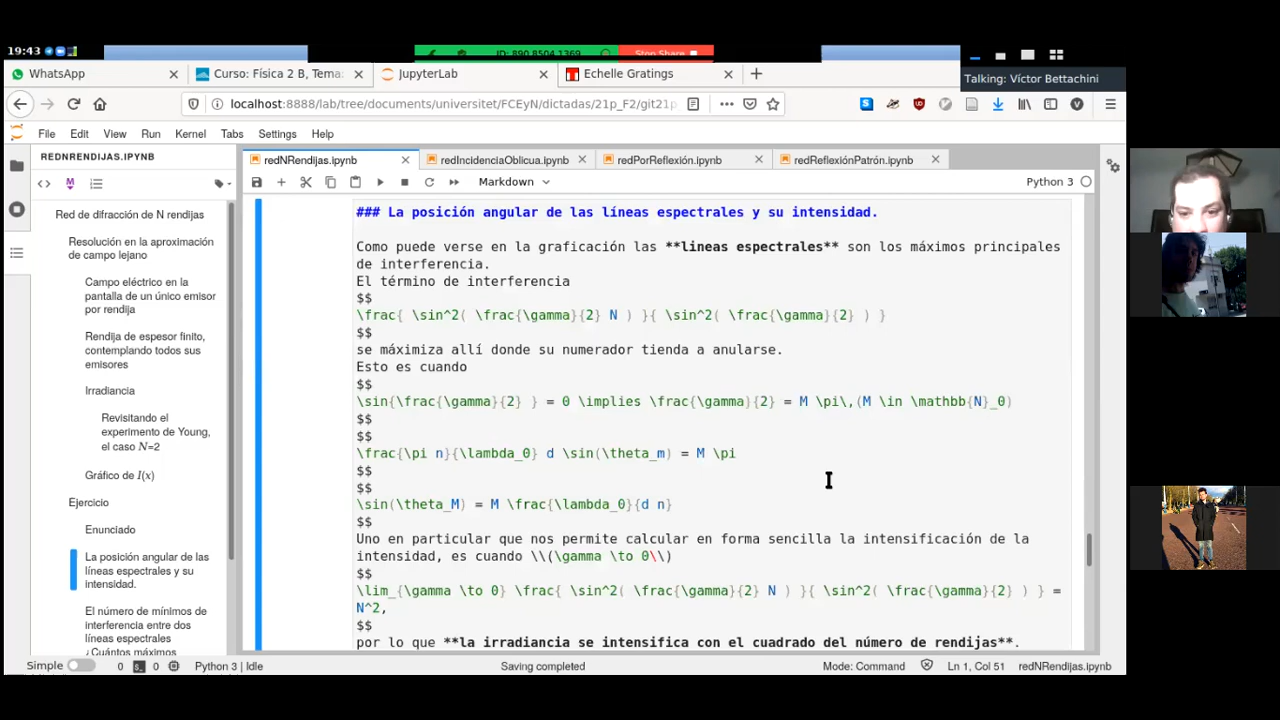 19:43
ID: 890 8504 1369
Stop Share
WhatsApp
Curso: Física 2 B, Tema:
JupyterLab
Echelle Gratings
Talking: Víctor Bettachini
localhost:8888/lab/tree/documents/universitet/FCEyN/dictadas/21p_F2/git21p
File Edit View Run Kernel Tabs Settings Help
REDNRENDIJAS.IPYNB
redNRendijas.ipynb
redIncidenciaOblicua.ipynb
redPorReflexión.ipynb
redReflexiónPatrón.ipynb
Markdown
Python 3
Red de difracción de N rendijas
Resolución en la aproximación
de campo lejano
Campo eléctrico en la
pantalla de un único emisor
por rendija
Rendija de espesor finito,
contemplando todos sus
emisores
Irradiancia
Revisitando el
experimento de Young,
el caso N=2
Gráfico de I(x)
Ejercicio
Enunciado
La posición angular de las
líneas espectrales y su
intensidad.
El número de mínimos de
interferencia entre dos
líneas espectrales
¿Cuántos máximos
### La posición angular de las líneas espectrales y su intensidad.
Como puede verse en la graficación las **lineas espectrales** son los máximos principales
de interferencia.
El término de interferencia
$$
\frac{ \sin^2( \frac{\gamma}{2} N ) }{ \sin^2( \frac{\gamma}{2} ) }
$$
se máximiza allí donde su numerador tienda a anularse.
Esto es cuando
$$
\sin{\frac{\gamma}{2} } = 0 \implies \frac{\gamma}{2} = M \pi\,(M \in \mathbb{N}_0)
$$
$$
\frac{\pi n}{\lambda_0} d \sin(\theta_m) = M \pi
$$
$$
\sin(\theta_M) = M \frac{\lambda_0}{d n}
$$
Uno en particular que nos permite calcular en forma sencilla la intensificación de la
intensidad, es cuando \\(\gamma \to 0\\)
$$
\lim_{\gamma \to 0} \frac{ \sin^2( \frac{\gamma}{2} N ) }{ \sin^2( \frac{\gamma}{2} ) } =
N^2,
$$
por lo que **la irradiancia se intensifica con el cuadrado del número de rendijas**.
Simple
0
0
Python 3 | Idle
Saving completed
Mode: Command
Ln 1, Col 51
redNRendijas.ipynb